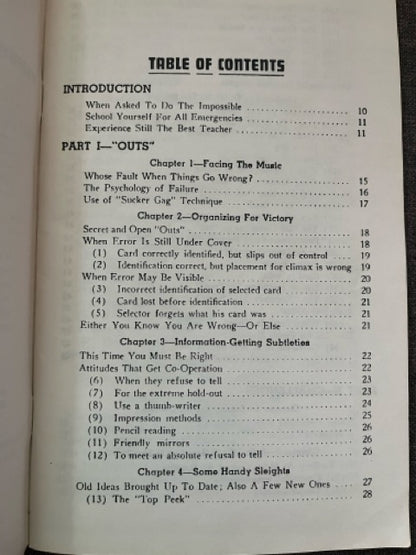 TABLE OF CONTENTS
INTRODUCTION
When Asked To Do The Impossible .................... 10
School Yourself For All Emergencies .................... 11
Experience Still The Best Teacher .................... 11
PART I—"OUTS"
Chapter 1—Facing The Music
Whose Fault When Things Go Wrong? .................... 15
The Psychology of Failure .................... 16
Use of "Sucker Gag" Technique .................... 17
Chapter 2—Organizing For Victory
Secret and Open "Outs" .................... 18
When Error Is Still Under Cover .................... 18
(1) Card correctly identified, but slips out of control .... 19
(2) Identification correct, but placement for climax is wrong 19
When Error May Be Visible .................... 20
(3) Incorrect identification of selected card .................... 20
(4) Card lost before identification .................... 21
(5) Selector forgets what his card was .................... 21
Either You Know You Are Wrong—Or Else .................... 21
Chapter 3—Information-Getting Subtleties
This Time You Must Be Right .................... 22
Attitudes That Get Co-Operation .................... 22
(6) When they refuse to tell .................... 23
(7) For the extreme hold-out .................... 23
(8) Use a thumb-writer .................... 24
(9) Impression methods .................... 25
(10) Pencil reading .................... 26
(11) Friendly mirrors .................... 26
(12) To meet an absolute refusal to tell .................... 26
Chapter 4—Some Handy Sleights
Old Ideas Brought Up To Date; Also A Few New Ones .... 27
(13) The "Top Peek" .................... 28